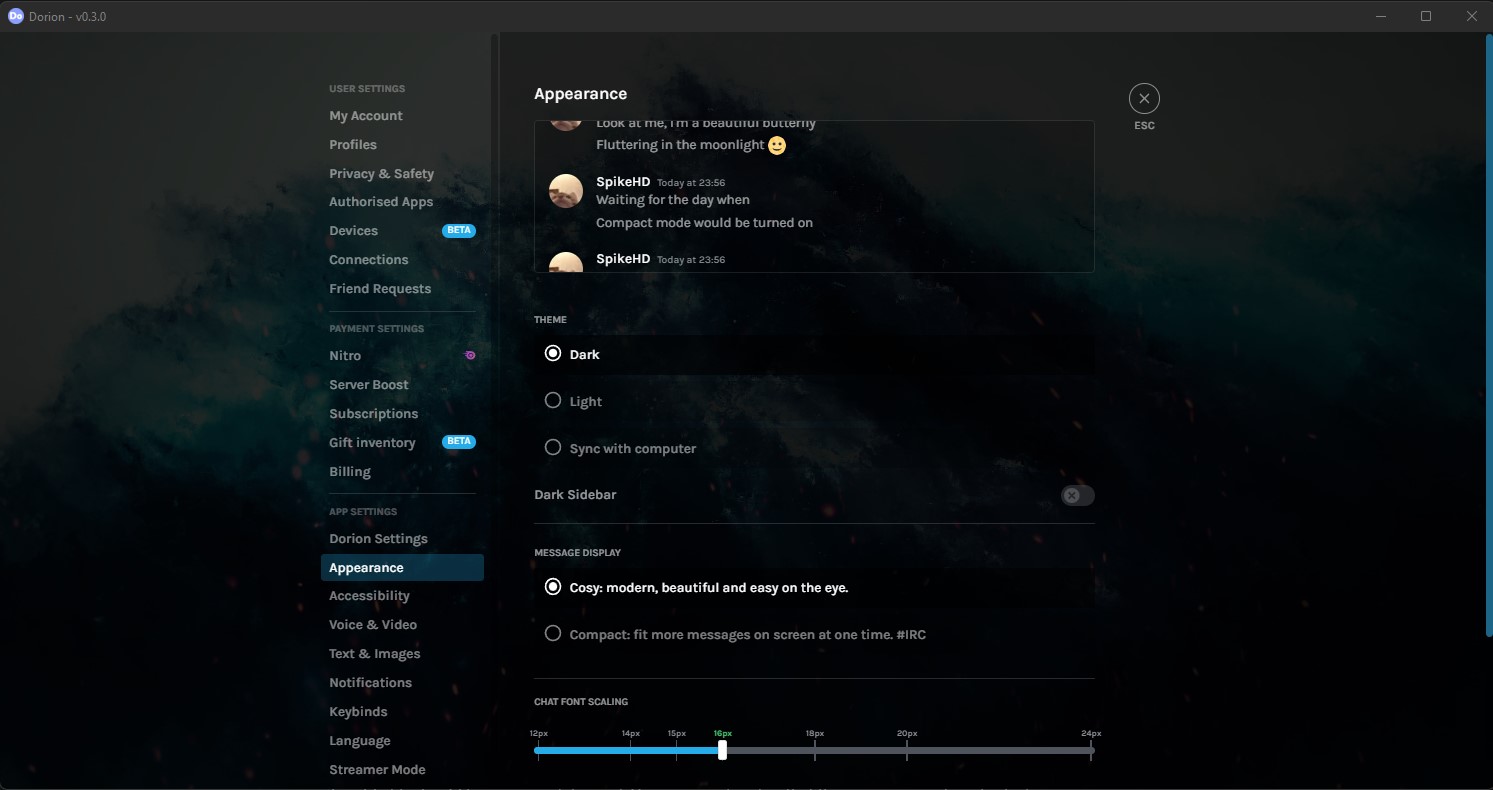 Do Dorion - v0.3.0
USER SETTINGS
My Account
Profiles
Privacy & Safety
Authorised Apps
Devices BETA
Connections
Friend Requests
PAYMENT SETTINGS
Nitro
Server Boost
Subscriptions
Gift inventory BETA
Billing
APP SETTINGS
Dorion Settings
Appearance
Accessibility
Voice & Video
Text & Images
Notifications
Keybinds
Language
Streamer Mode
Appearance
ESC
Look at me, I'm a beautiful butterfly
Fluttering in the moonlight
SpikeHD Today at 23:56
Waiting for the day when
Compact mode would be turned on
SpikeHD Today at 23:56
THEME
Dark
Light
Sync with computer
Dark Sidebar
MESSAGE DISPLAY
Cosy: modern, beautiful and easy on the eye.
Compact: fit more messages on screen at one time. #IRC
CHAT FONT SCALING
12px 14px 15px 16px 18px 20px 24px